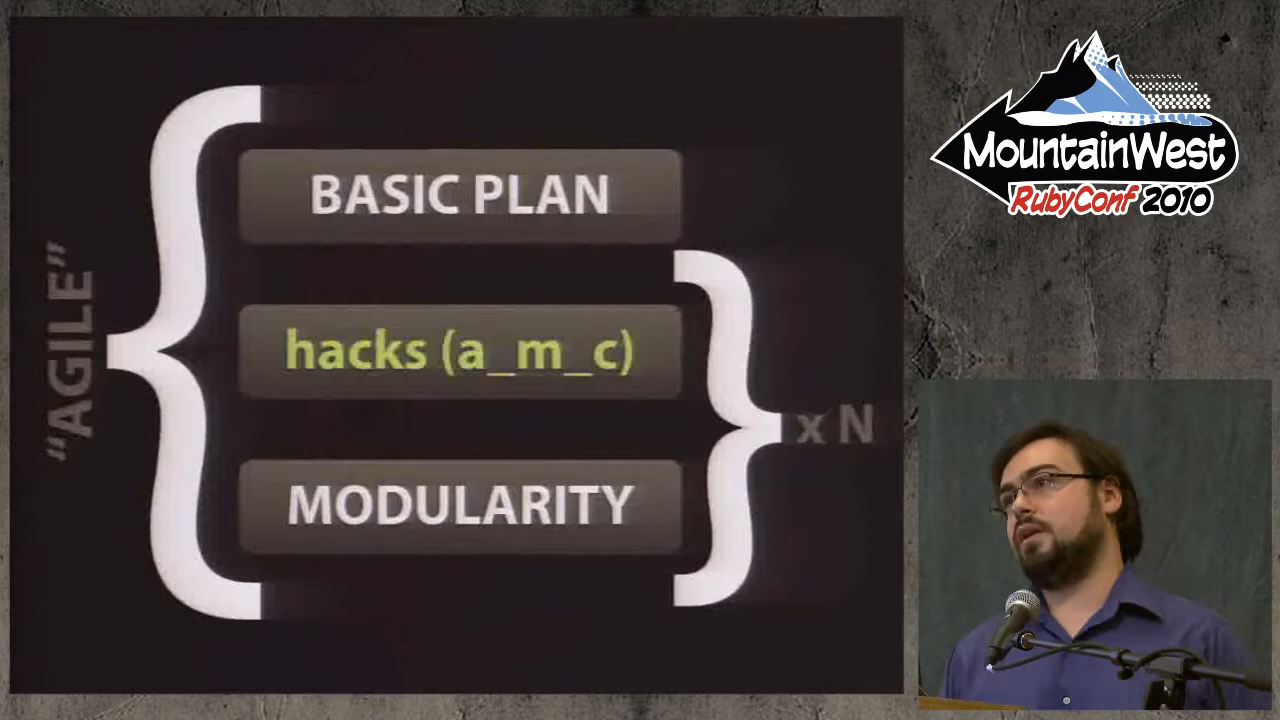 "AGILE"
BASIC PLAN
hacks (a_m_c)
MODULARITY
x N
MountainWest
RubyConf 2010